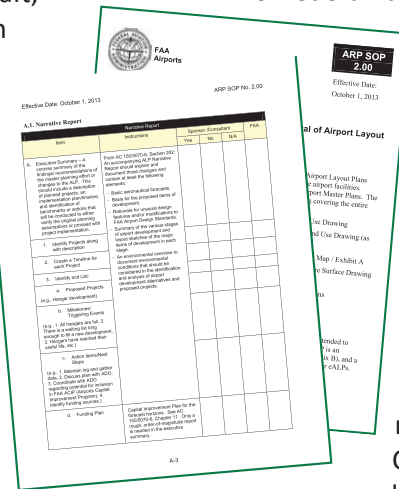 aft)
n
FAA
Airports
ARP SOP
2.00
Effective Date:
October 1, 2013
al of Airport Layout
Airport Layout Plans
airport facilities.
port Master Plans. The
covering the entire
Use Drawing
nd Use Drawing (as
Map / Exhibit A
re Surface Drawing
ns
tended to
P is an
ix B), and a
eALPs.
Effective Date: October 1, 2013
ARP SOP No. 2.00
A.1. Narrative Report
Narrative Report
Item
Instructions
Sponsor /Consultant
FAA
Yes
No
N/A
A. Executive Summary – A
concise summary of the
findings/ recommendations of
the master planning effort or
changes to the ALP. This
should include a description
of planned projects, an
implementation plan/timeline,
and identification of
benchmarks or actions that
will be conducted to either
verify the original planning
assumptions or proceed with
project implementation.
From AC 150/5070-6, Section 202:
An accompanying ALP Narrative
Report should explain and
document those changes and
contain at least the following
elements:
- Basic aeronautical forecasts.
- Basis for the proposed items of
development.
- Rationale for unusual design
features and/or modifications to
FAA Airport Design Standards.
- Summary of the various stages
of airport development and
layout sketches of the major
items of development in each
stage.
- An environmental overview to
document environmental
conditions that should be
considered in the identification
and analysis of airport
development alternatives and
proposed projects.
1. Identify Projects along
with description
2. Create a Timeline for
each Project
3. Identify and List:
a. Proposed Projects
(e.g., Hangar development)
b. Milestones/
Triggering Events
(e.g., 1. All hangars are full, 2.
There is a waiting list long
enough to fill a new development,
3. Hangars have reached their
useful life, etc.)
c. Action Items/Next
Steps
(e.g., 1. Maintain log and gather
data, 2. Discuss plan with ADO,
3. Coordinate with ADO
regarding potential for inclusion
in FAA ACIP (Airports Capital
Improvement Program), 4.
Identify funding sources.)
d. Funding Plan
Capital Improvement Plan for the
forecast horizons. See AC
150/5070-6, Chapter 11. Only a
rough, order-of-magnitude report
is needed in the executive
summary.
A-3